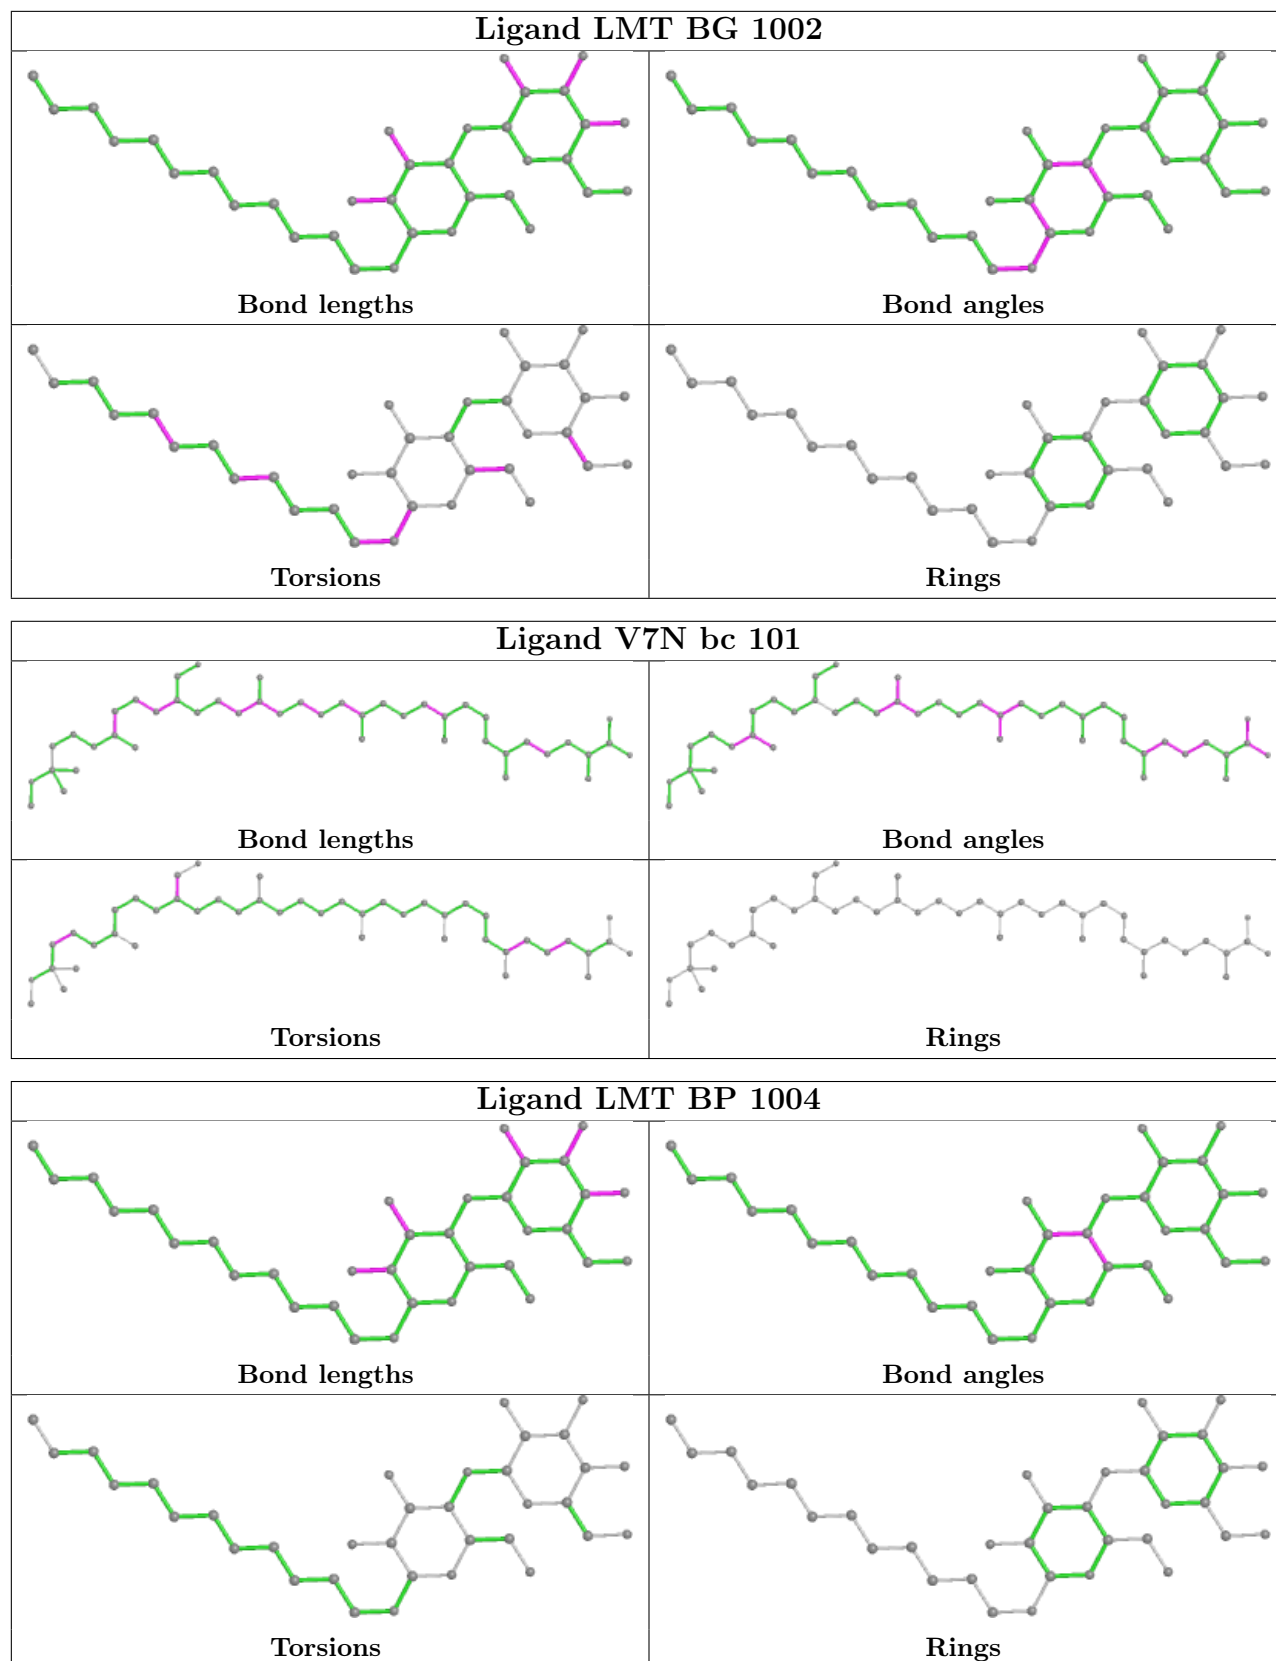 Ligand LMT BG 1002
Bond lengths
Bond angles
Torsions
Rings
Ligand V7N bc 101
Bond lengths
Bond angles
Torsions
Rings
Ligand LMT BP 1004
Bond lengths
Bond angles
Torsions
Rings